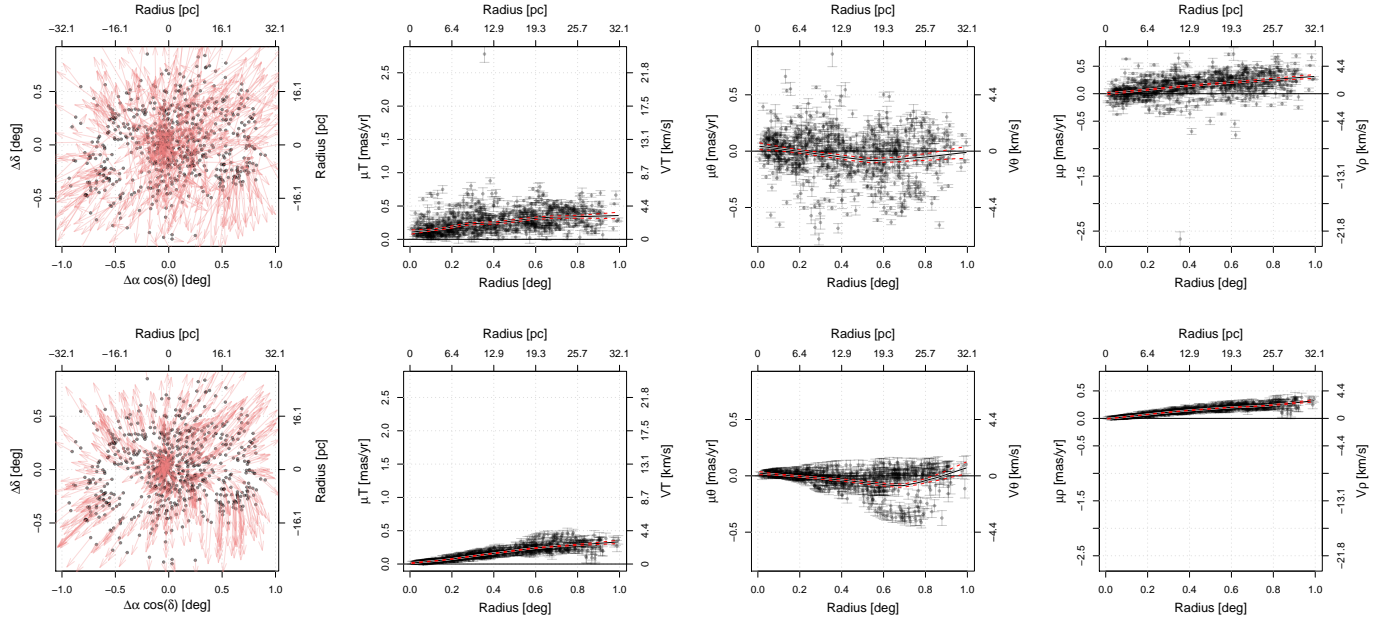 Radius [pc]
−32.1 −16.1 0 16.1 32.1
Δδ [deg]
0.5
0.0
−0.5
16.1
0
−16.1
Radius [pc]
−1.0 −0.5 0.0 0.5 1.0
Δα cos(δ) [deg]
Radius [pc]
0 6.4 12.9 19.3 25.7 32.1
μT [mas/yr]
2.5
2.0
1.5
1.0
0.5
0.0
21.8
17.5
13.1
8.7
4.4
0
VT [km/s]
0.0 0.2 0.4 0.6 0.8 1.0
Radius [deg]
Radius [pc]
0 6.4 12.9 19.3 25.7 32.1
μθ [mas/yr]
0.5
0.0
−0.5
4.4
0
−4.4
Vθ [km/s]
0.0 0.2 0.4 0.6 0.8 1.0
Radius [deg]
Radius [pc]
0 6.4 12.9 19.3 25.7 32.1
μρ [mas/yr]
0.5
−0.5
−1.5
−2.5
4.4
0
−4.4
−13.1
−21.8
Vρ [km/s]
0.0 0.2 0.4 0.6 0.8 1.0
Radius [deg]
Radius [pc]
−32.1 −16.1 0 16.1 32.1
Δδ [deg]
0.5
0.0
−0.5
16.1
0
−16.1
Radius [pc]
−1.0 −0.5 0.0 0.5 1.0
Δα cos(δ) [deg]
Radius [pc]
0 6.4 12.9 19.3 25.7 32.1
μT [mas/yr]
2.5
2.0
1.5
1.0
0.5
0.0
21.8
17.5
13.1
8.7
4.4
0
VT [km/s]
0.0 0.2 0.4 0.6 0.8 1.0
Radius [deg]
Radius [pc]
0 6.4 12.9 19.3 25.7 32.1
μθ [mas/yr]
0.5
0.0
−0.5
4.4
0
−4.4
Vθ [km/s]
0.0 0.2 0.4 0.6 0.8 1.0
Radius [deg]
Radius [pc]
0 6.4 12.9 19.3 25.7 32.1
μρ [mas/yr]
0.5
−0.5
−1.5
−2.5
4.4
0
−4.4
−13.1
−21.8
Vρ [km/s]
0.0 0.2 0.4 0.6 0.8 1.0
Radius [deg]